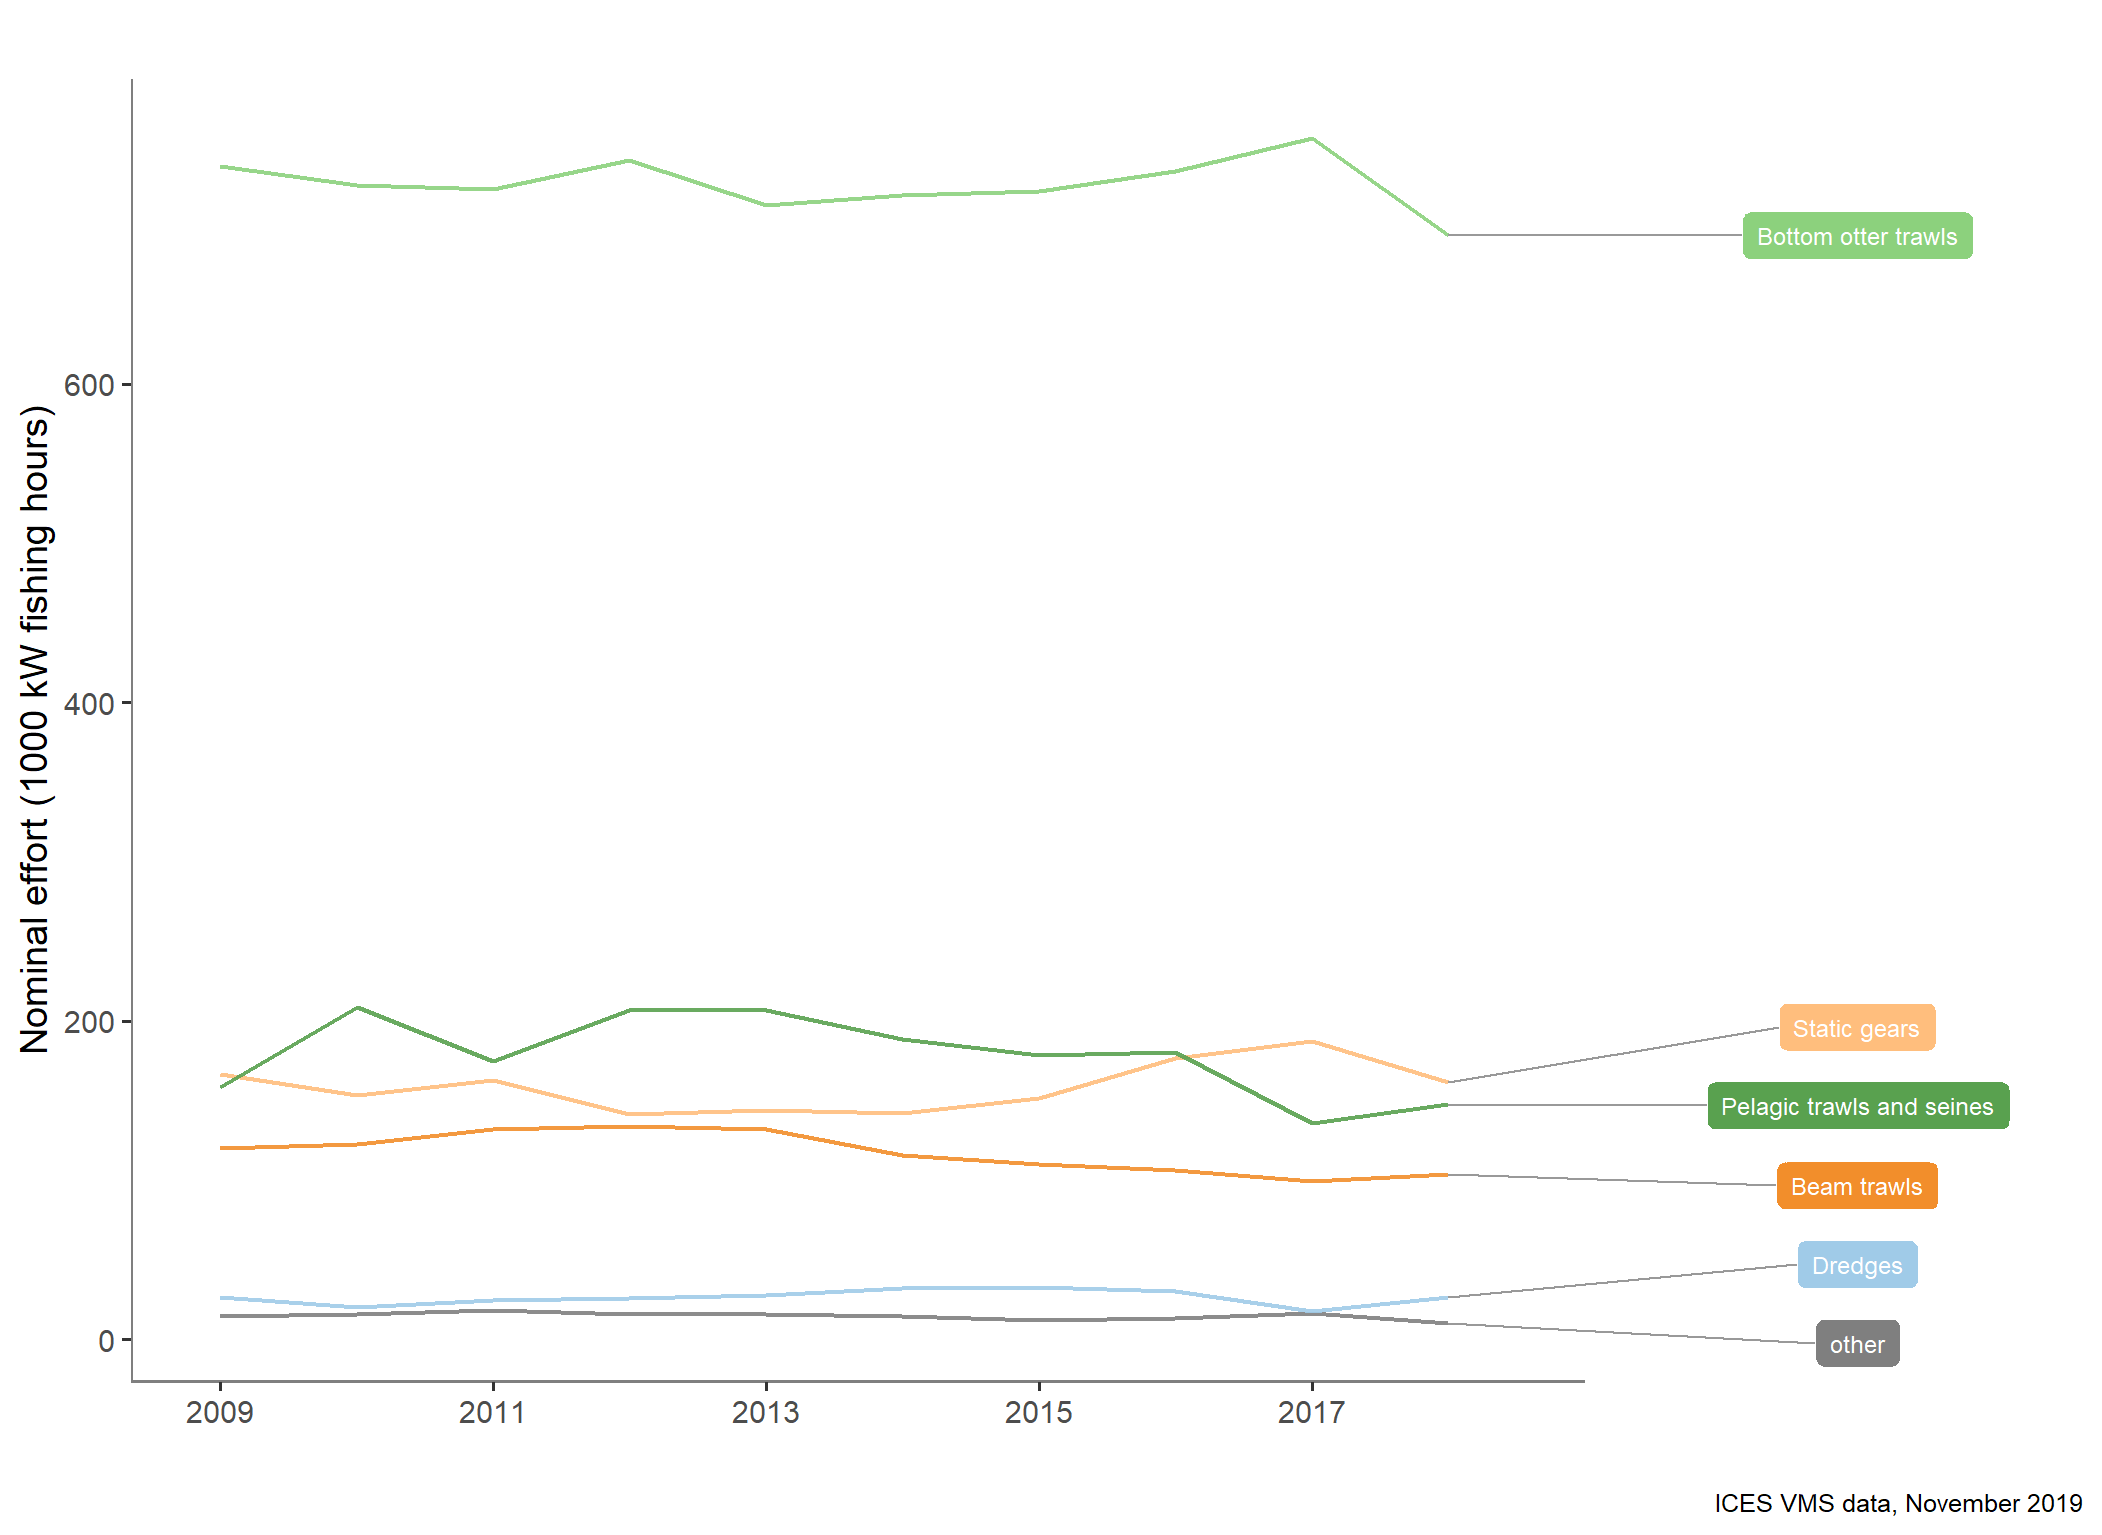 Nominal effort (1000 kW fishing hours)
600
400
200
0
2009
2011
2013
2015
2017
Bottom otter trawls
Static gears
Pelagic trawls and seines
Beam trawls
Dredges
other
ICES VMS data, November 2019